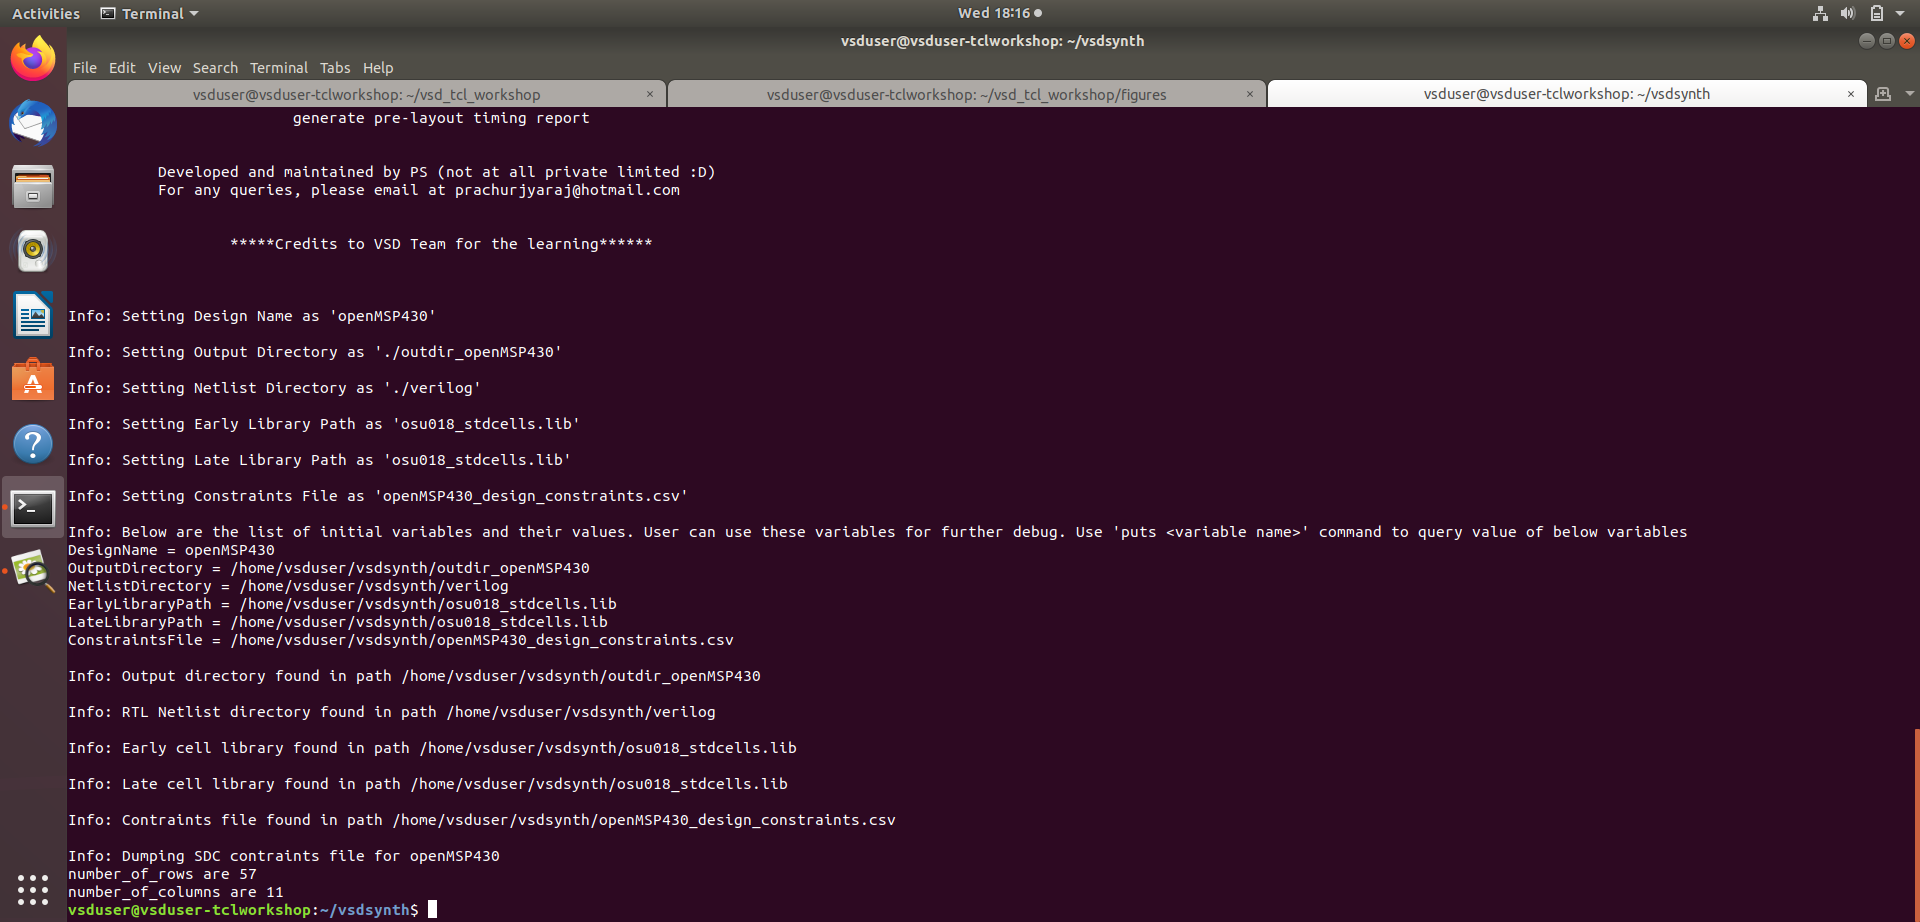 Activities Terminal Wed 18:16
vsduser@vsduser-tclworkshop: ~/vsdsynth
File Edit View Search Terminal Tabs Help
vsduser@vsduser-tclworkshop: ~/vsd_tcl_workshop × vsduser@vsduser-tclworkshop: ~/vsd_tcl_workshop/figures × vsduser@vsduser-tclworkshop: ~/vsdsynth ×
generate pre-layout timing report
Developed and maintained by PS (not at all private limited :D)
For any queries, please email at prachurjyaraj@hotmail.com
*****Credits to VSD Team for the learning******
Info: Setting Design Name as 'openMSP430'
Info: Setting Output Directory as './outdir_openMSP430'
Info: Setting Netlist Directory as './verilog'
Info: Setting Early Library Path as 'osu018_stdcells.lib'
Info: Setting Late Library Path as 'osu018_stdcells.lib'
Info: Setting Constraints File as 'openMSP430_design_constraints.csv'
Info: Below are the list of initial variables and their values. User can use these variables for further debug. Use 'puts <variable name>' command to query value of below variables
DesignName = openMSP430
OutputDirectory = /home/vsduser/vsdsynth/outdir_openMSP430
NetlistDirectory = /home/vsduser/vsdsynth/verilog
EarlyLibraryPath = /home/vsduser/vsdsynth/osu018_stdcells.lib
LateLibraryPath = /home/vsduser/vsdsynth/osu018_stdcells.lib
ConstraintsFile = /home/vsduser/vsdsynth/openMSP430_design_constraints.csv
Info: Output directory found in path /home/vsduser/vsdsynth/outdir_openMSP430
Info: RTL Netlist directory found in path /home/vsduser/vsdsynth/verilog
Info: Early cell library found in path /home/vsduser/vsdsynth/osu018_stdcells.lib
Info: Late cell library found in path /home/vsduser/vsdsynth/osu018_stdcells.lib
Info: Contraints file found in path /home/vsduser/vsdsynth/openMSP430_design_constraints.csv
Info: Dumping SDC contraints file for openMSP430
number_of_rows are 57
number_of_columns are 11
vsduser@vsduser-tclworkshop:~/vsdsynth$